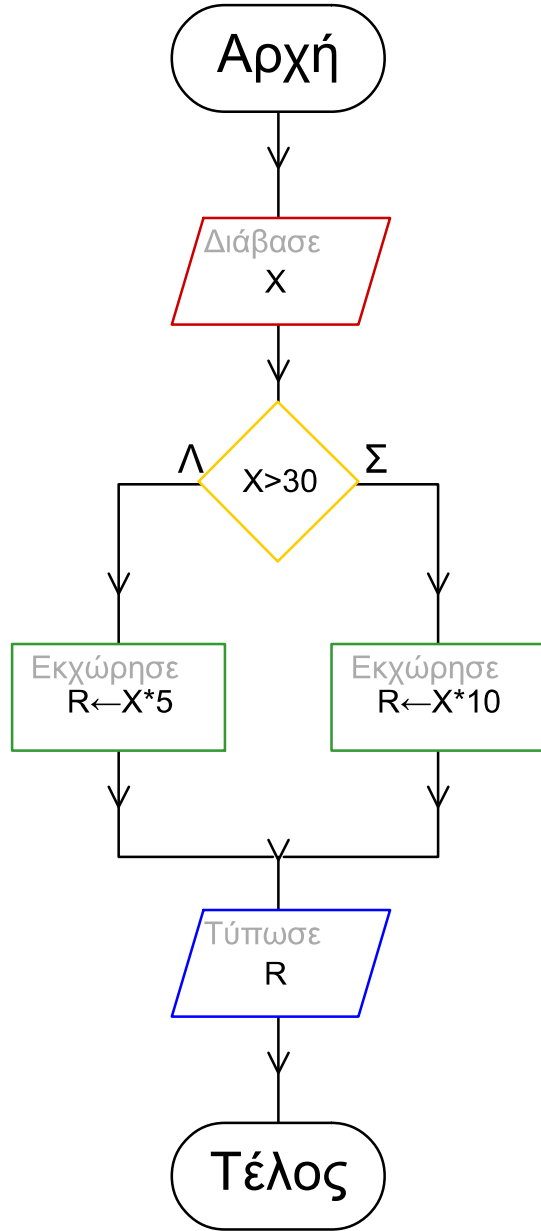 Αρχή
Διάβασε
X
Λ
X>30
Σ
Εκχώρησε
R←X*5
Εκχώρησε
R←X*10
Τύπωσε
R
Τέλος